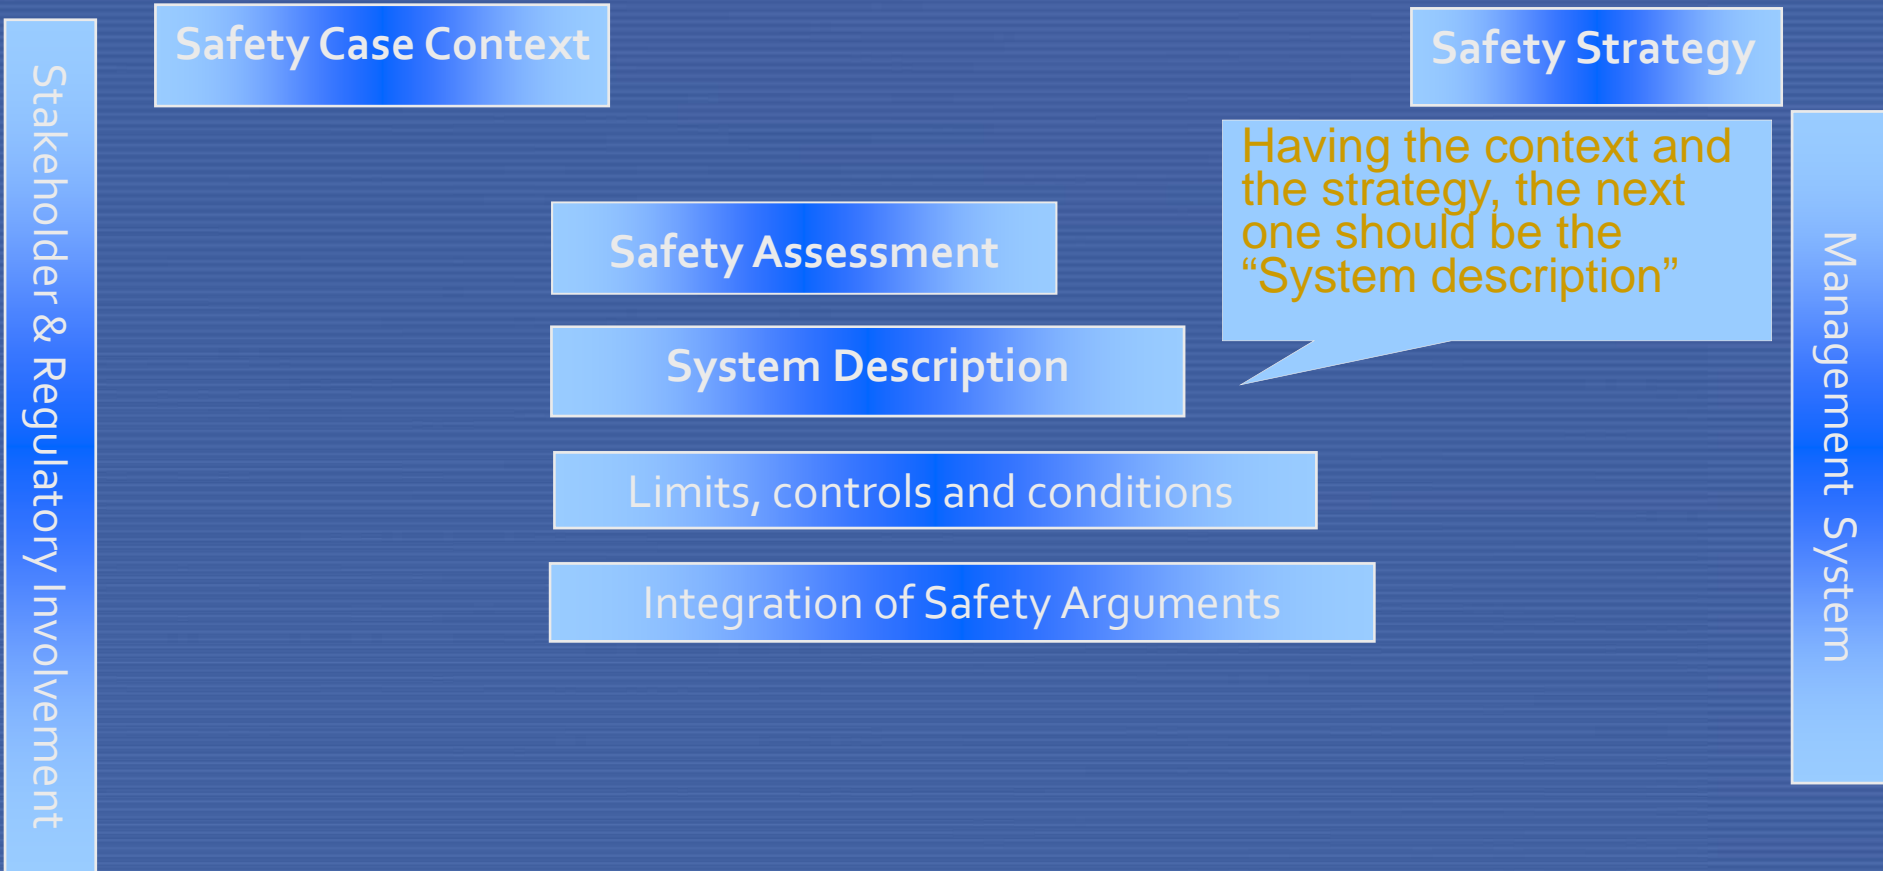 Safety Case Context
Safety Strategy
Stakeholder & Regulatory Involvement
Having the context and
the strategy, the next
one should be the
“System description”
Safety Assessment
System Description
Limits, controls and conditions
Integration of Safety Arguments
Management System